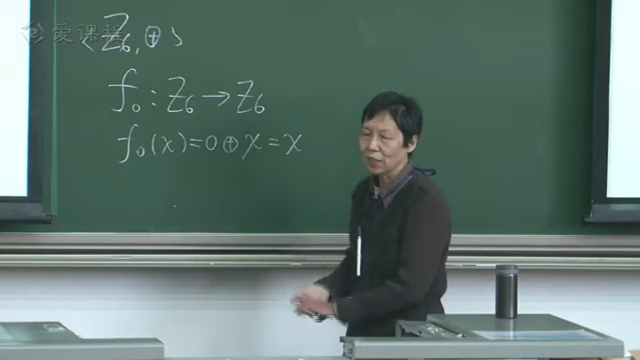 爱课程
<Z₆, ⊕>
f₀: Z₆ → Z₆
f₀(x)=0⊕x=x